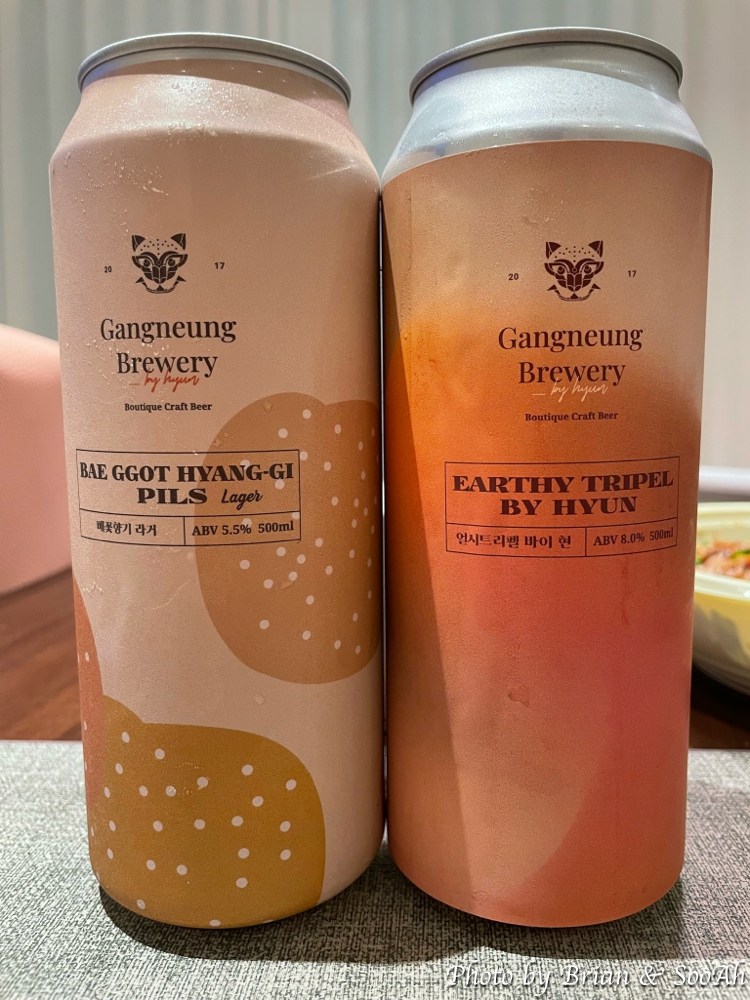 20 17
Gangneung
Brewery
by hyun
Boutique Craft Beer
BAE GGOT HYANG-GI
PILS Lager
배꽃향기 라거
ABV 5.5% 500ml
20 17
Gangneung
Brewery
by hyun
Boutique Craft Beer
EARTHY TRIPEL
BY HYUN
언시트리펠 바이 현
ABV 8.0% 500ml
Photo by Brian & SooAh